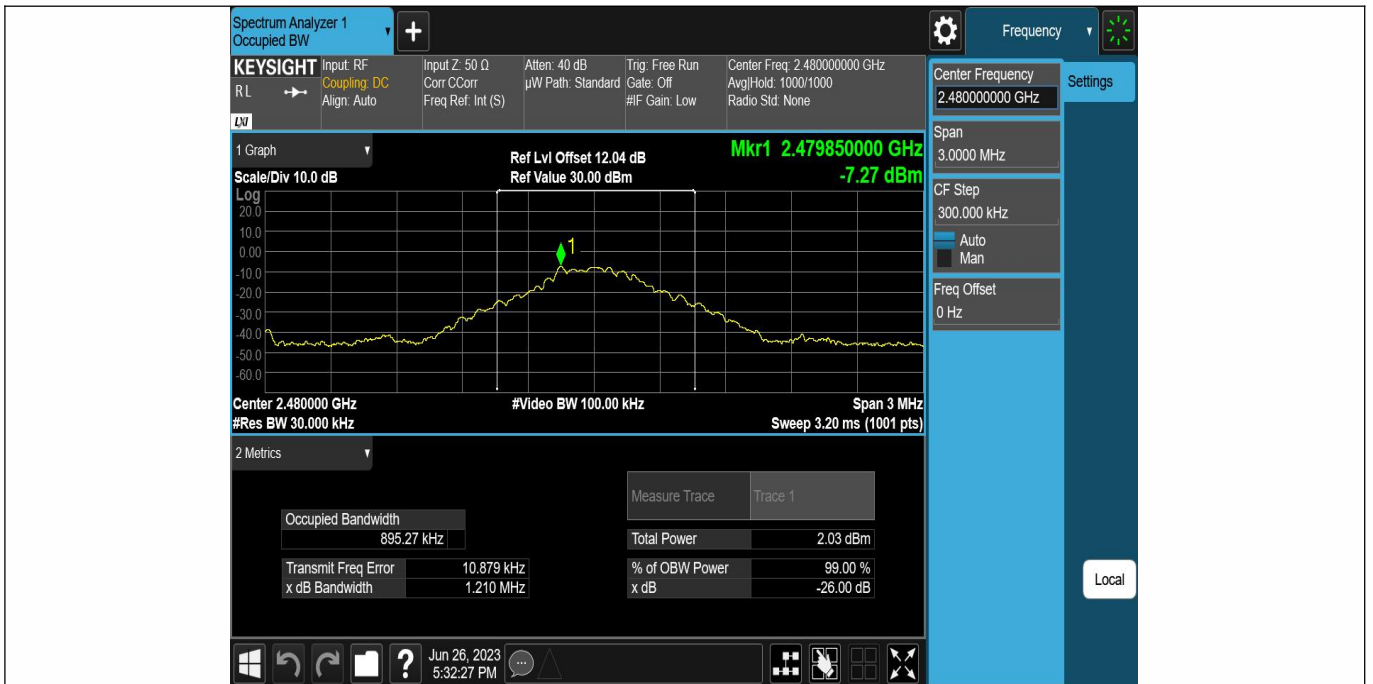 Spectrum Analyzer 1
Occupied BW
+
Frequency
KEYSIGHT
RL
LXI
Input: RF
Coupling: DC
Align: Auto
Input Z: 50 Ω
Corr CCorr
Freq Ref: Int (S)
Atten: 40 dB
µW Path: Standard
Trig: Free Run
Gate: Off
#IF Gain: Low
Center Freq: 2.480000000 GHz
Avg|Hold: 1000/1000
Radio Std: None
Center Frequency
2.480000000 GHz
Settings
Span
3.0000 MHz
CF Step
300.000 kHz
Auto
Man
Freq Offset
0 Hz
Local
1 Graph
Scale/Div 10.0 dB
Ref Lvl Offset 12.04 dB
Ref Value 30.00 dBm
Mkr1 2.479850000 GHz
-7.27 dBm
Log
20.0
10.0
0.00
-10.0
-20.0
-30.0
-40.0
-50.0
-60.0
1
Center 2.480000 GHz
#Video BW 100.00 kHz
Span 3 MHz
#Res BW 30.000 kHz
Sweep 3.20 ms (1001 pts)
2 Metrics
Measure Trace Trace 1
Occupied Bandwidth
895.27 kHz
Total Power 2.03 dBm
Transmit Freq Error 10.879 kHz
% of OBW Power 99.00 %
x dB Bandwidth 1.210 MHz
x dB -26.00 dB
?
Jun 26, 2023
5:32:27 PM